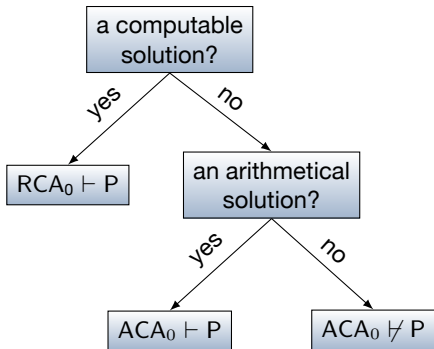 a computable
solution?
yes
no
RCA₀ ⊢ P
an arithmetical
solution?
yes
no
ACA₀ ⊢ P
ACA₀ ⊬ P